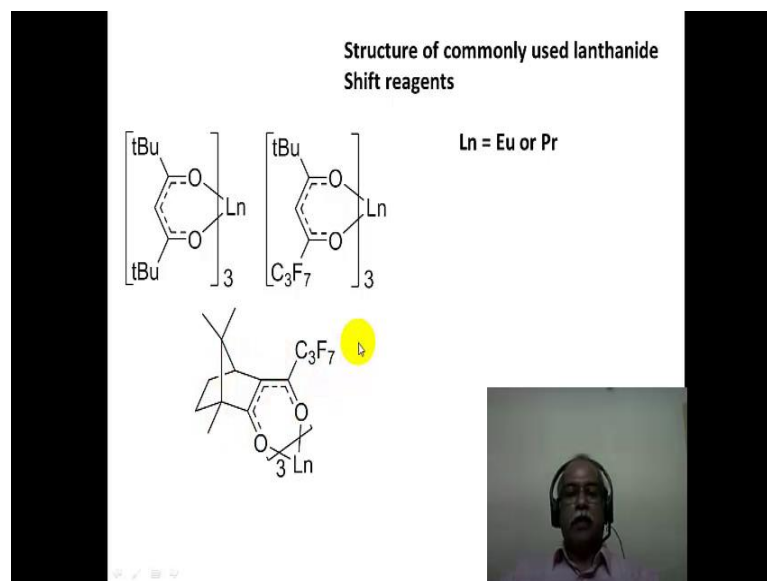 Structure of commonly used lanthanide
Shift reagents
Ln = Eu or Pr
tBu
O
Ln
O
tBu
3
tBu
O
Ln
O
C3F7
3
C3F7
O
O
3 Ln